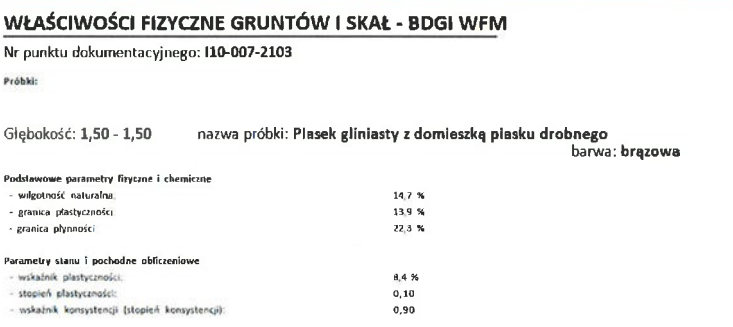 WŁAŚCIWOŚCI FIZYCZNE GRUNTÓW I SKAŁ - BDGI WFM
Nr punktu dokumentacyjnego: I10-007-2103
Próbki:
Głębokość: 1,50 - 1,50 nazwa próbki: Piasek gliniasty z domieszką piasku drobnego
barwa: brązowa
Podstawowe parametry fizyczne i chemiczne
- wilgotność naturalna: 14,7 %
- granica plastyczności: 13,9 %
- granica płynności 22,3 %
Parametry stanu i pochodne obliczeniowe
- wskaźnik plastyczności: 8,4 %
- stopień plastyczności: 0,10
- wskaźnik konsystencji (stopień konsystencji): 0,90